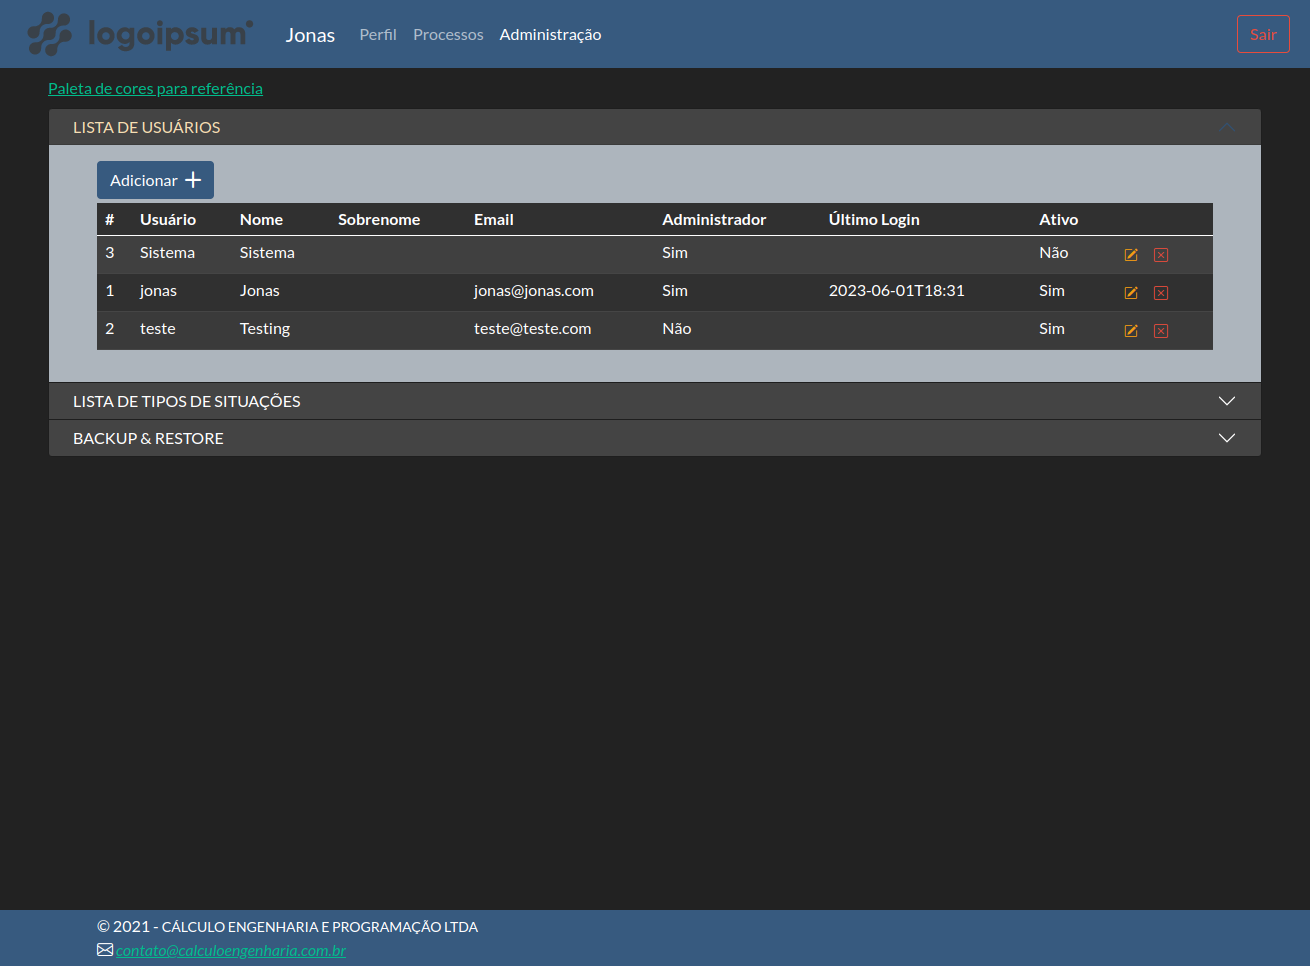 logoipsum Jonas Perfil Processos Administração Sair
Paleta de cores para referência
LISTA DE USUÁRIOS
Adicionar +
# Usuário Nome Sobrenome Email Administrador Último Login Ativo
3 Sistema Sistema Sim Não
1 jonas Jonas jonas@jonas.com Sim 2023-06-01T18:31 Sim
2 teste Testing teste@teste.com Não Sim
LISTA DE TIPOS DE SITUAÇÕES
BACKUP & RESTORE
© 2021 - CÁLCULO ENGENHARIA E PROGRAMAÇÃO LTDA
contato@calculoengenharia.com.br